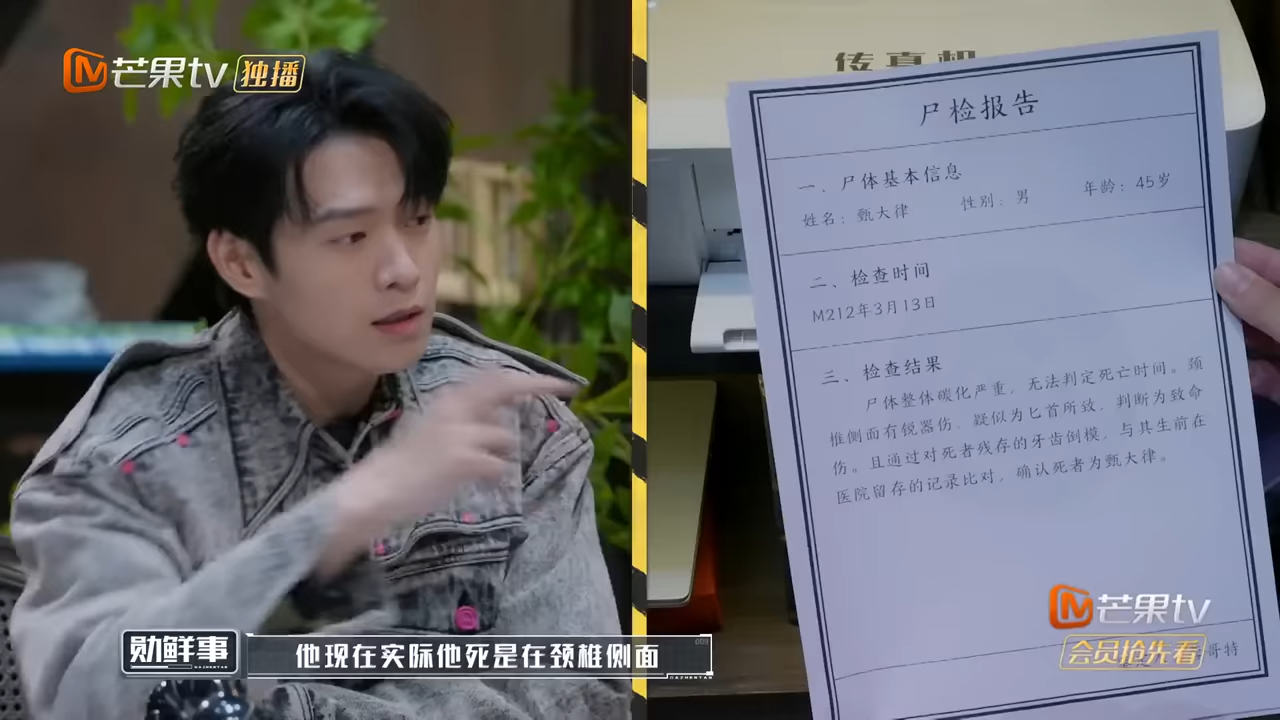 芒果tv 独播
传真机
尸检报告
一、尸体基本信息
姓名：甄大律 性别：男 年龄：45岁
二、检查时间
M212年3月13日
三、检查结果
尸体整体碳化严重，无法判定死亡时间。颈
椎侧面有锐器伤，疑似为匕首所致，判断为致命
伤。且通过对死者残存的牙齿倒模，与其生前在
医院留存的记录比对，确认死者为甄大律。
芒果tv
会员抢先看
哥特
勋鲜事
他现在实际他死是在颈椎侧面